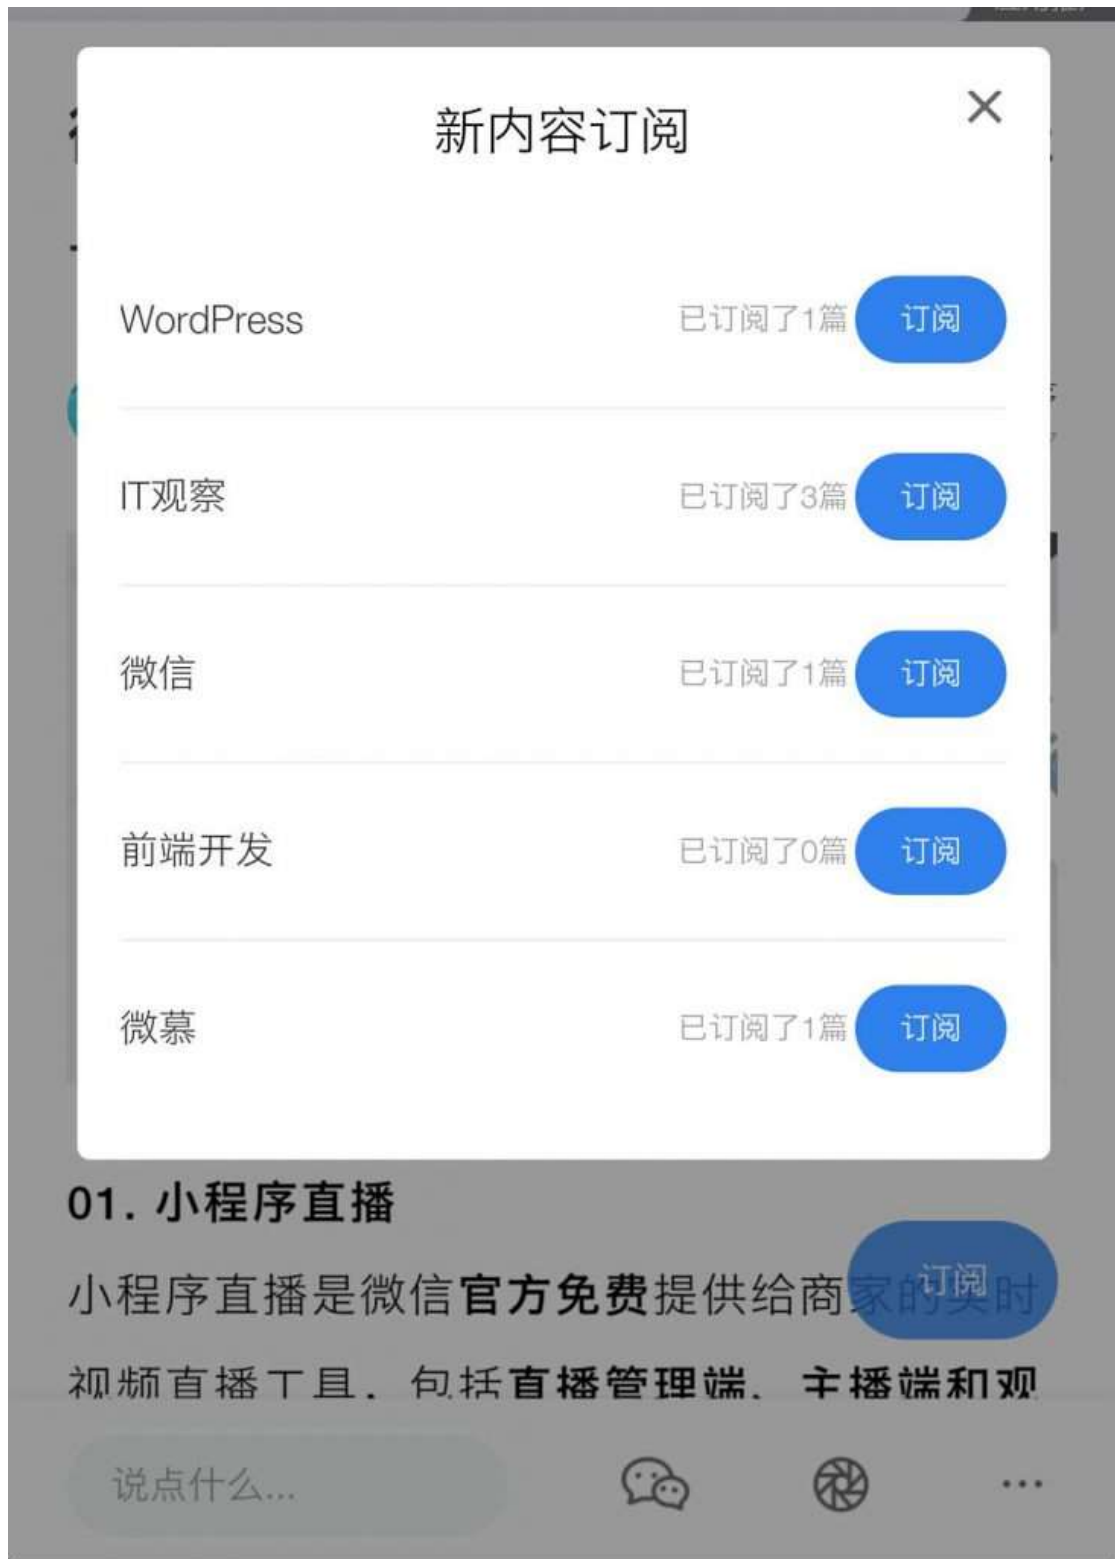 新内容订阅
WordPress 已订阅了1篇 订阅
IT观察 已订阅了3篇 订阅
微信 已订阅了1篇 订阅
前端开发 已订阅了0篇 订阅
微慕 已订阅了1篇 订阅
01. 小程序直播
订阅
小程序直播是微信官方免费提供给商家的实时
视频直播工具，包括直播管理端、主播端和观
说点什么...